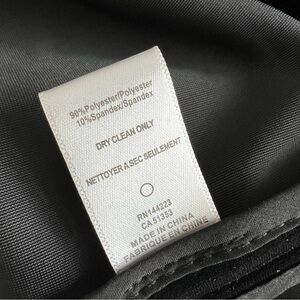 90%Polyester/Polyester
10%Spandex/Spandex
DRY CLEAN ONLY
NETTOYER A SEC SEULEMENT
RN144223
CA 51353
MADE IN CHINA
FABRIQUE EN CHINE